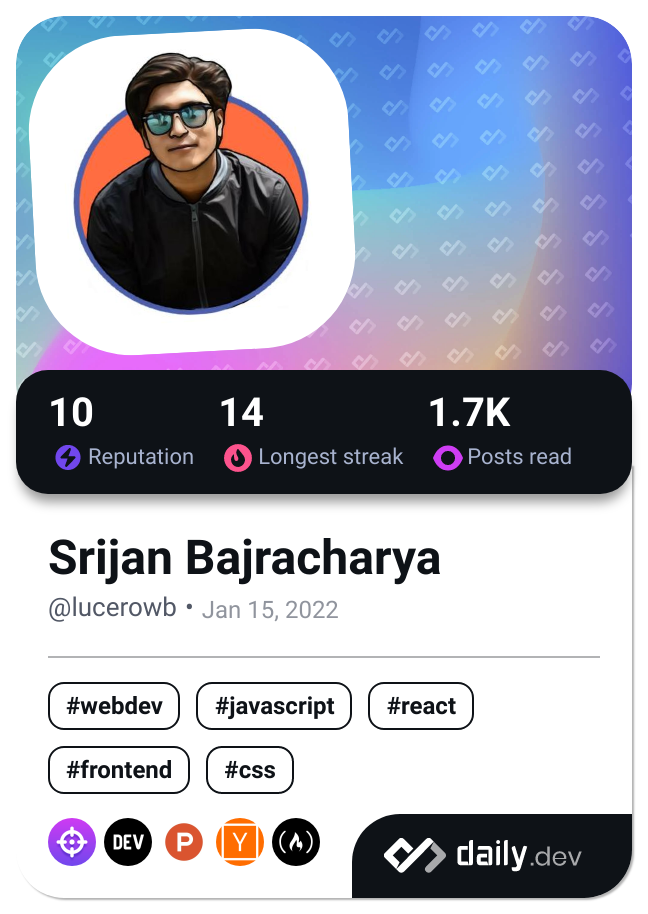 10 14 1.7K
Reputation Longest streak Posts read
Srijan Bajracharya
@lucerowb • Jan 15, 2022
#webdev #javascript #react
#frontend #css
DEV P Y
daily.dev